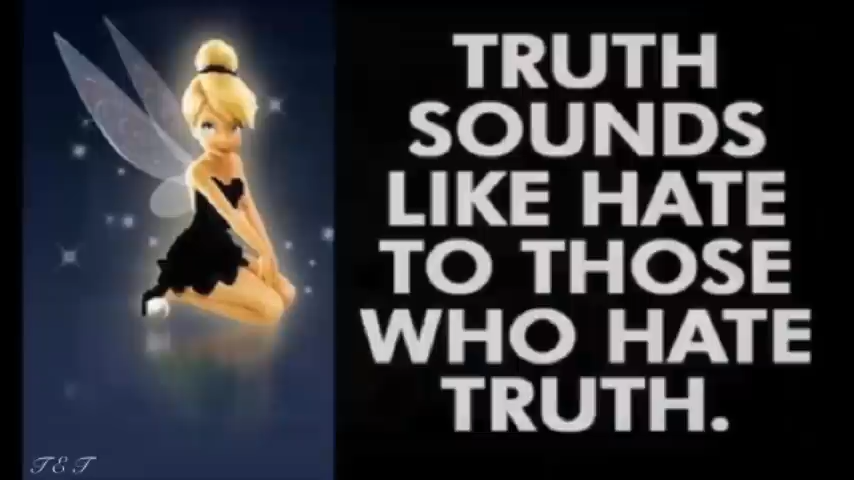 TRUTH
SOUNDS
LIKE HATE
TO THOSE
WHO HATE
TRUTH.
T&T